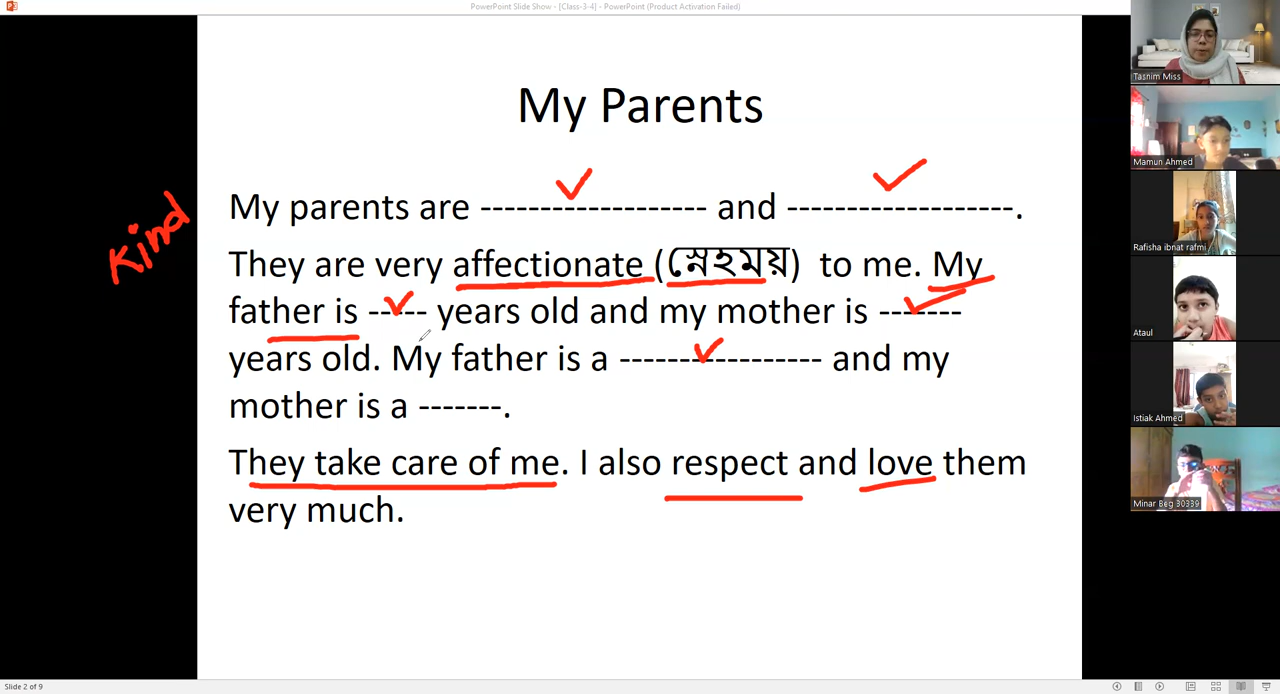 PowerPoint Slide Show - [Class-3-4] - PowerPoint (Product Activation Failed)
My Parents
My parents are ------------------- and -------------------.
Kind
They are very affectionate (স্নেহময়) to me. My
father is ----- years old and my mother is -------
years old. My father is a ----------------- and my
mother is a -------.
They take care of me. I also respect and love them
very much.
Tasnim Miss
Mamun Ahmed
Rafisha ibnat rafmi
Ataul
Istiak Ahmed
Minar Beg 30339
Slide 2 of 9